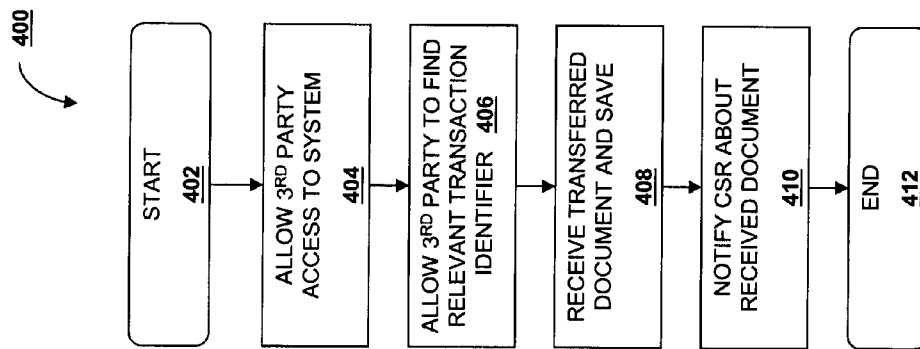 400
START
402
ALLOW 3RD PARTY
ACCESS TO SYSTEM
404
ALLOW 3RD PARTY TO FIND
RELEVANT TRANSACTION
IDENTIFIER 406
RECEIVE TRANSFERRED
DOCUMENT AND SAVE
408
NOTIFY CSR ABOUT
RECEIVED DOCUMENT
410
END
412